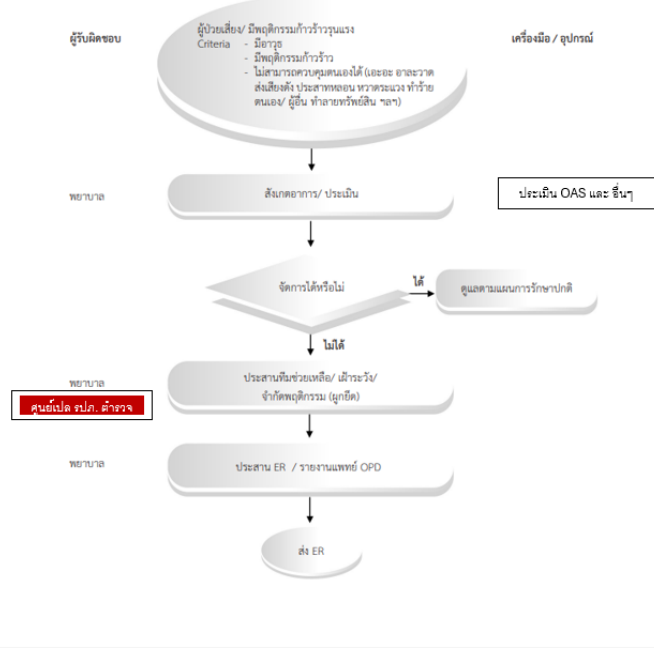 ผู้รับผิดชอบ
เครื่องมือ / อุปกรณ์
ผู้ป่วยเสี่ยง/ มีพฤติกรรมก้าวร้าวรุนแรง
Criteria - มีอาวุธ
- มีพฤติกรรมก้าวร้าว
- ไม่สามารถควบคุมตนเองได้ (เอะอะ อาละวาด
ส่งเสียงดัง ประสาทหลอน หวาดระแวง ทำร้าย
ตนเอง/ ผู้อื่น ทำลายทรัพย์สิน ฯลฯ)
พยาบาล
สังเกตอาการ/ ประเมิน
ประเมิน OAS และ อื่นๆ
จัดการได้หรือไม่
ได้
ดูแลตามแผนการรักษาปกติ
ไม่ได้
พยาบาล
ศูนย์เปล รปภ. ตำรวจ
ประสานทีมช่วยเหลือ/ เฝ้าระวัง/
จำกัดพฤติกรรม (ผูกยึด)
พยาบาล
ประสาน ER / รายงานแพทย์ OPD
ส่ง ER